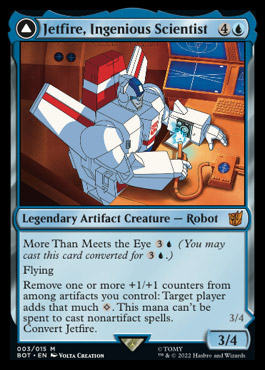 Jetfire, Ingenious Scientist 4
More Than Meets the Eye 3 (You may
cast this card converted for 3 .)
Flying
Remove one or more +1/+1 counters from
among artifacts you control: Target
player adds that much . This mana can't be
spent to cast nonartifact spells.
Convert Jetfire.
3/4
Legendary Artifact Creature — Robot
3/4
003/015 M
BOT • EN VOLTA CREATION
© TOMY
™ & © 2022 Hasbro and Wizards